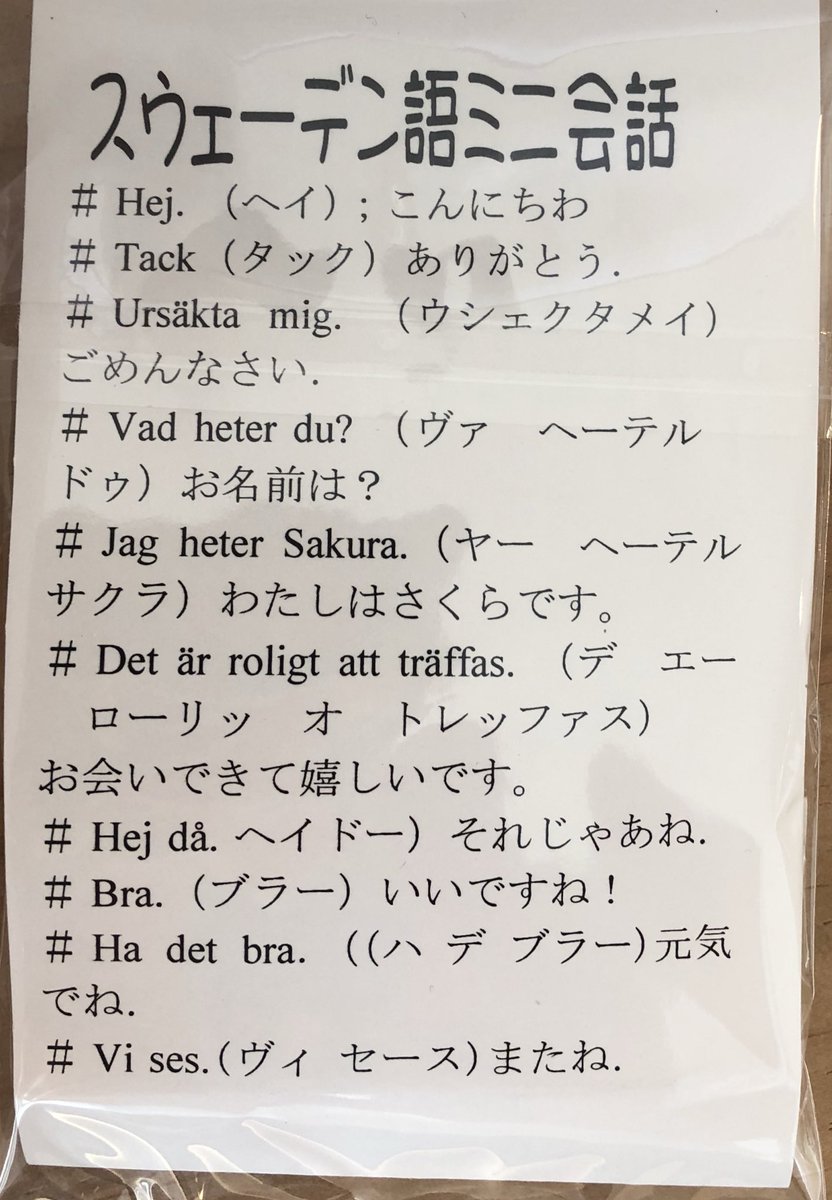 スウェーデン語ミニ会話
# Hej. （ヘイ）; こんにちわ
# Tack （タック） ありがとう.
# Ursäkta mig. （ウシェクタメイ）
ごめんなさい.
# Vad heter du? （ヴァ ヘーテル
ドゥ） お名前は？
# Jag heter Sakura. （ヤー ヘーテル
サクラ） わたしはさくらです。
# Det är roligt att träffas. （デ エー
ローリッ オ トレッファス）
お会いできて嬉しいです。
# Hej då. ヘイドー） それじゃあね.
# Bra. （ブラー） いいですね！
# Ha det bra. ((ハ デ ブラー)元気
でね.
# Vi ses.(ヴィ セース)またね.